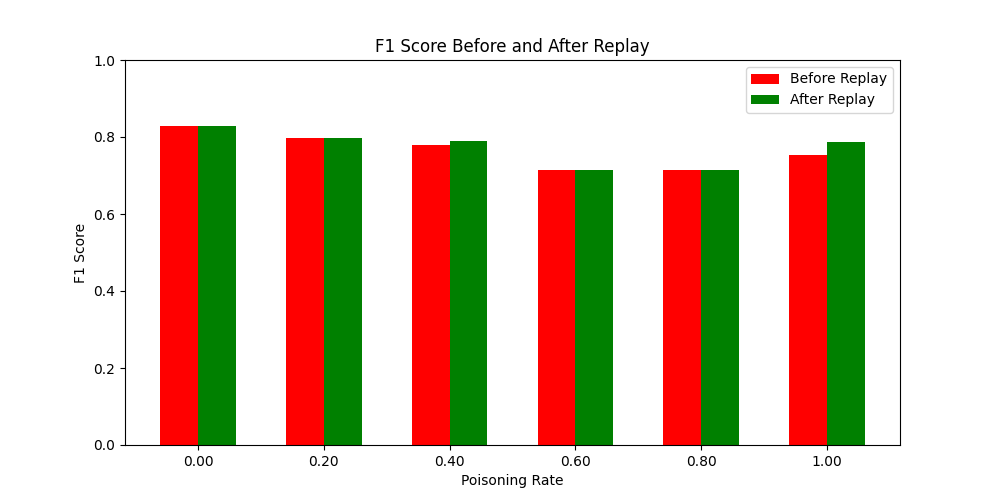 F1 Score Before and After Replay
Before Replay
After Replay
F1 Score
1.0
0.8
0.6
0.4
0.2
0.0
0.00 0.20 0.40 0.60 0.80 1.00
Poisoning Rate